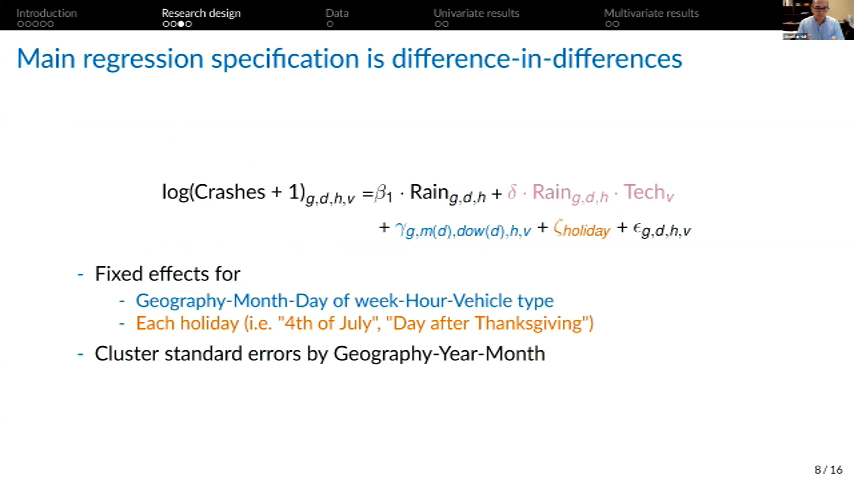 Introduction
Research design
Data
Univariate results
Multivariate results
Main regression specification is difference-in-differences
log(Crashes + 1)g,d,h,v =β1 · Raing,d,h + δ · Raing,d,h · Techv
+ γg,m(d),dow(d),h,v + ζholiday + ϵg,d,h,v
- Fixed effects for
- Geography-Month-Day of week-Hour-Vehicle type
- Each holiday (i.e. "4th of July", "Day after Thanksgiving")
- Cluster standard errors by Geography-Year-Month
8 / 16